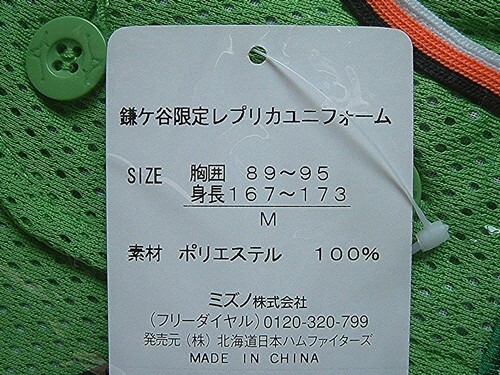 鎌ケ谷限定レプリカユニフォーム
SIZE 胸囲 89～95
身長167～173
M
素材 ポリエステル 100%
ミズノ株式会社
(フリーダイヤル) 0120-320-799
発売元(株)北海道日本ハムファイターズ
MADE IN CHINA